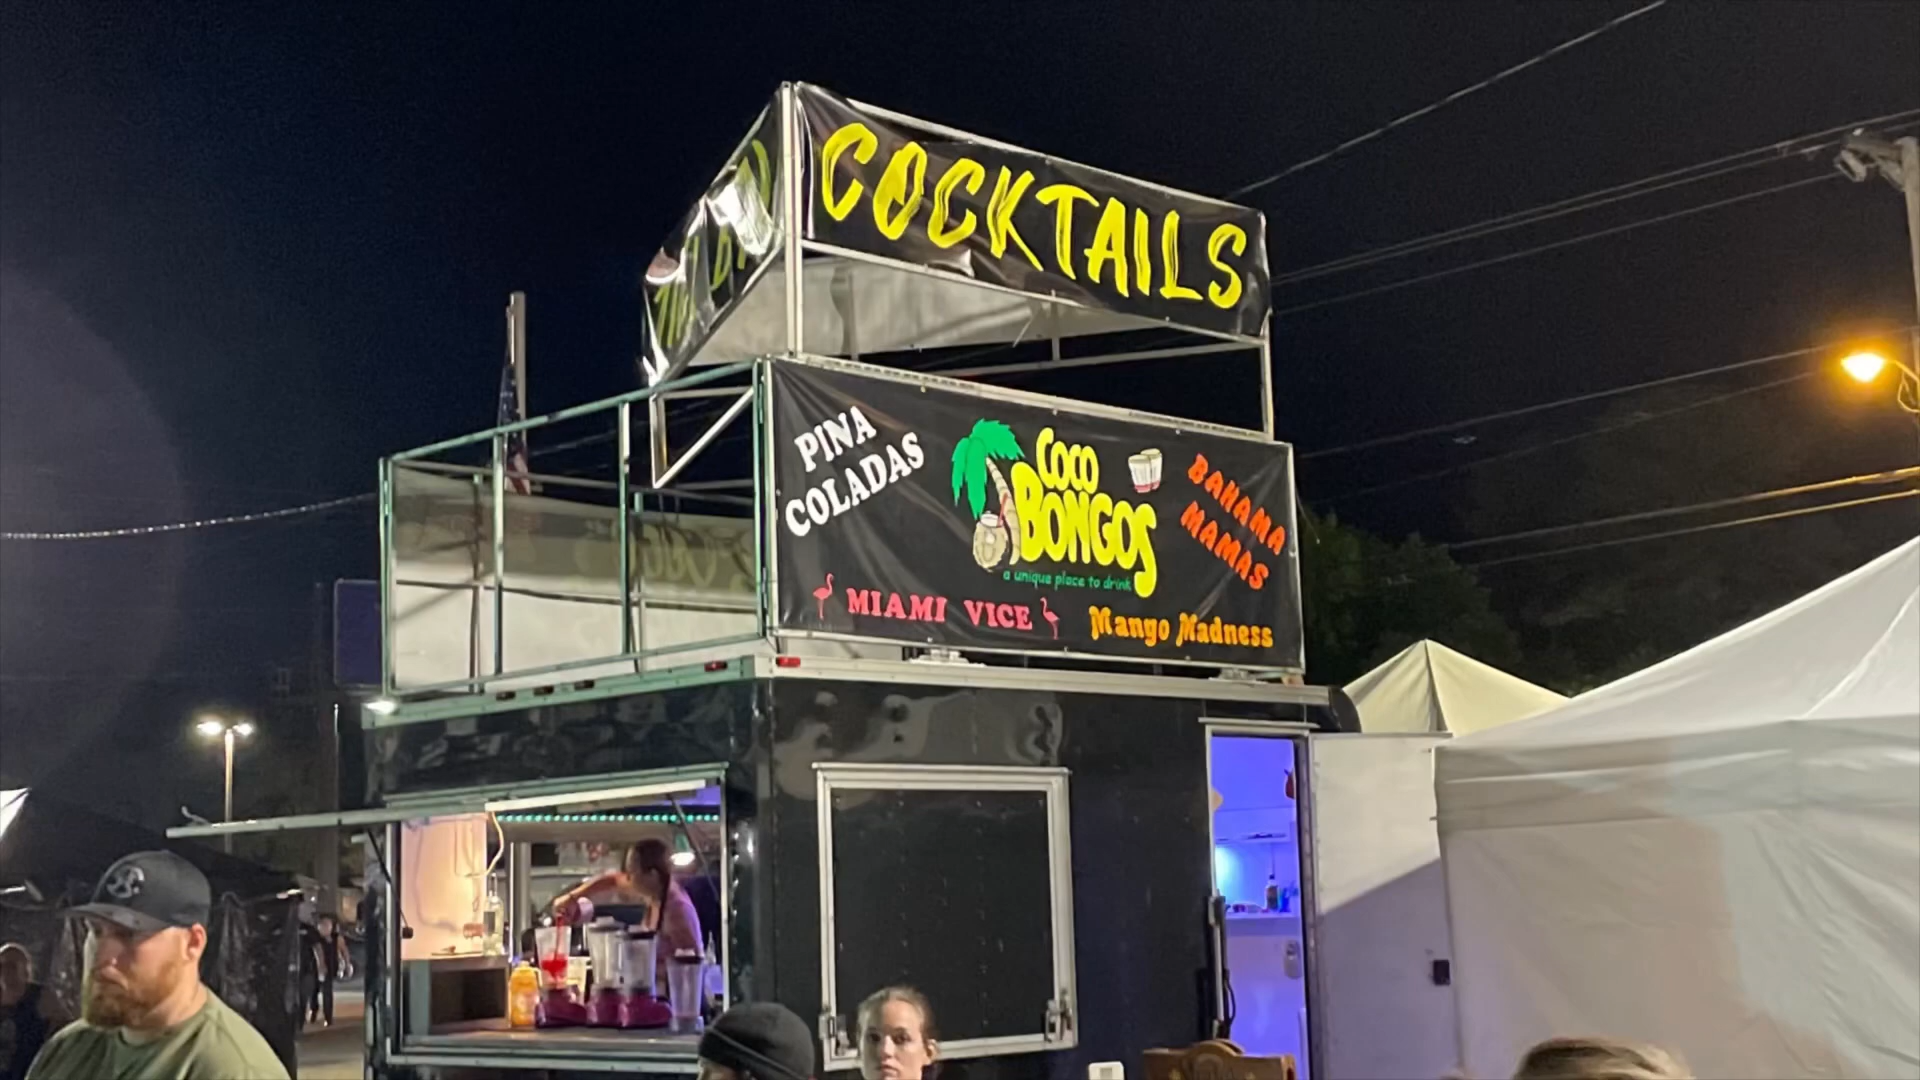 COCKTAILS
PINA
COLADAS
COCO
BONGOS
a unique place to drink
BAHAMA
MAMAS
MIAMI VICE
Mango Madness